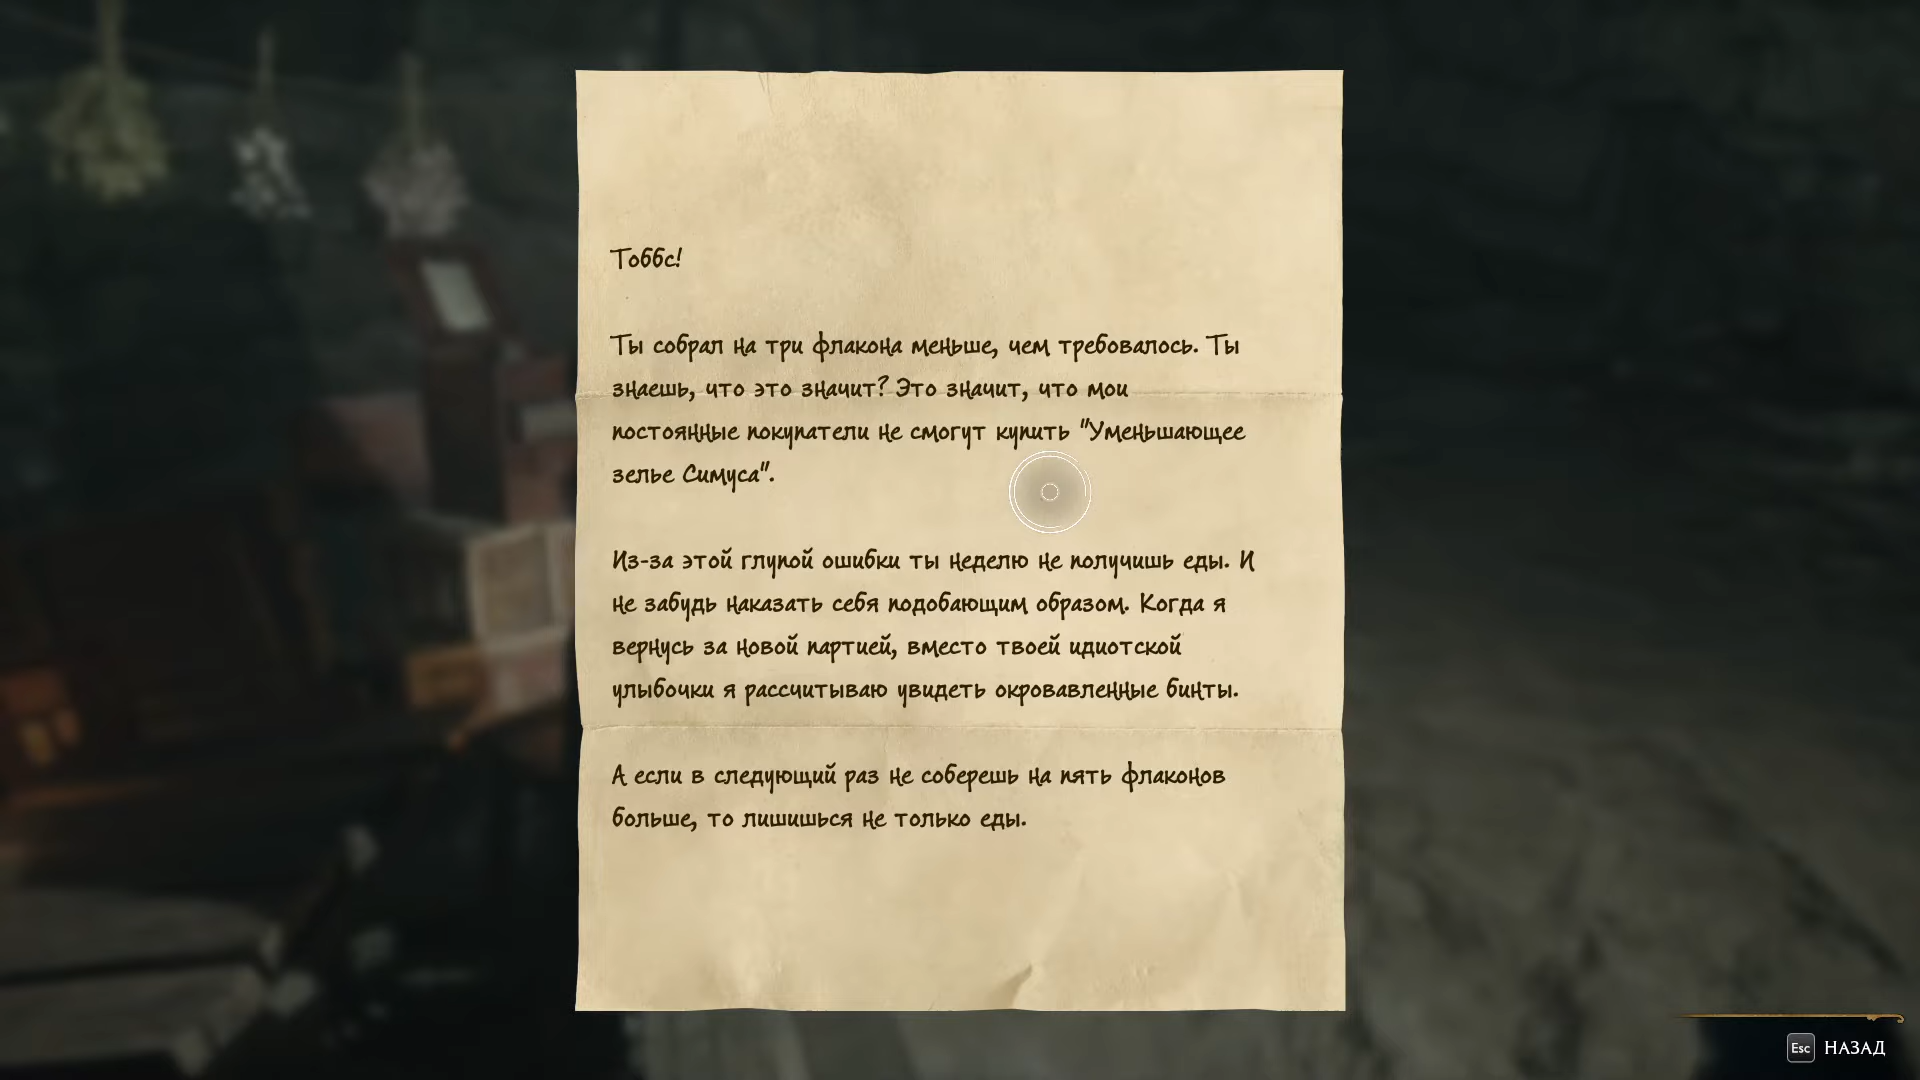 Тоббс!
Ты собрал на три флакона меньше, чем требовалось. Ты
знаешь, что это значит? Это значит, что мои
постоянные покупатели не смогут купить "Уменьшающее
зелье Симуса".
Из-за этой глупой ошибки ты неделю не получишь еды. И
не забудь наказать себя подобающим образом. Когда я
вернусь за новой партией, вместо твоей идиотской
улыбочки я рассчитываю увидеть окровавленные бинты.
А если в следующий раз не соберешь на пять флаконов
больше, то лишишься не только еды.
Esc НАЗАД